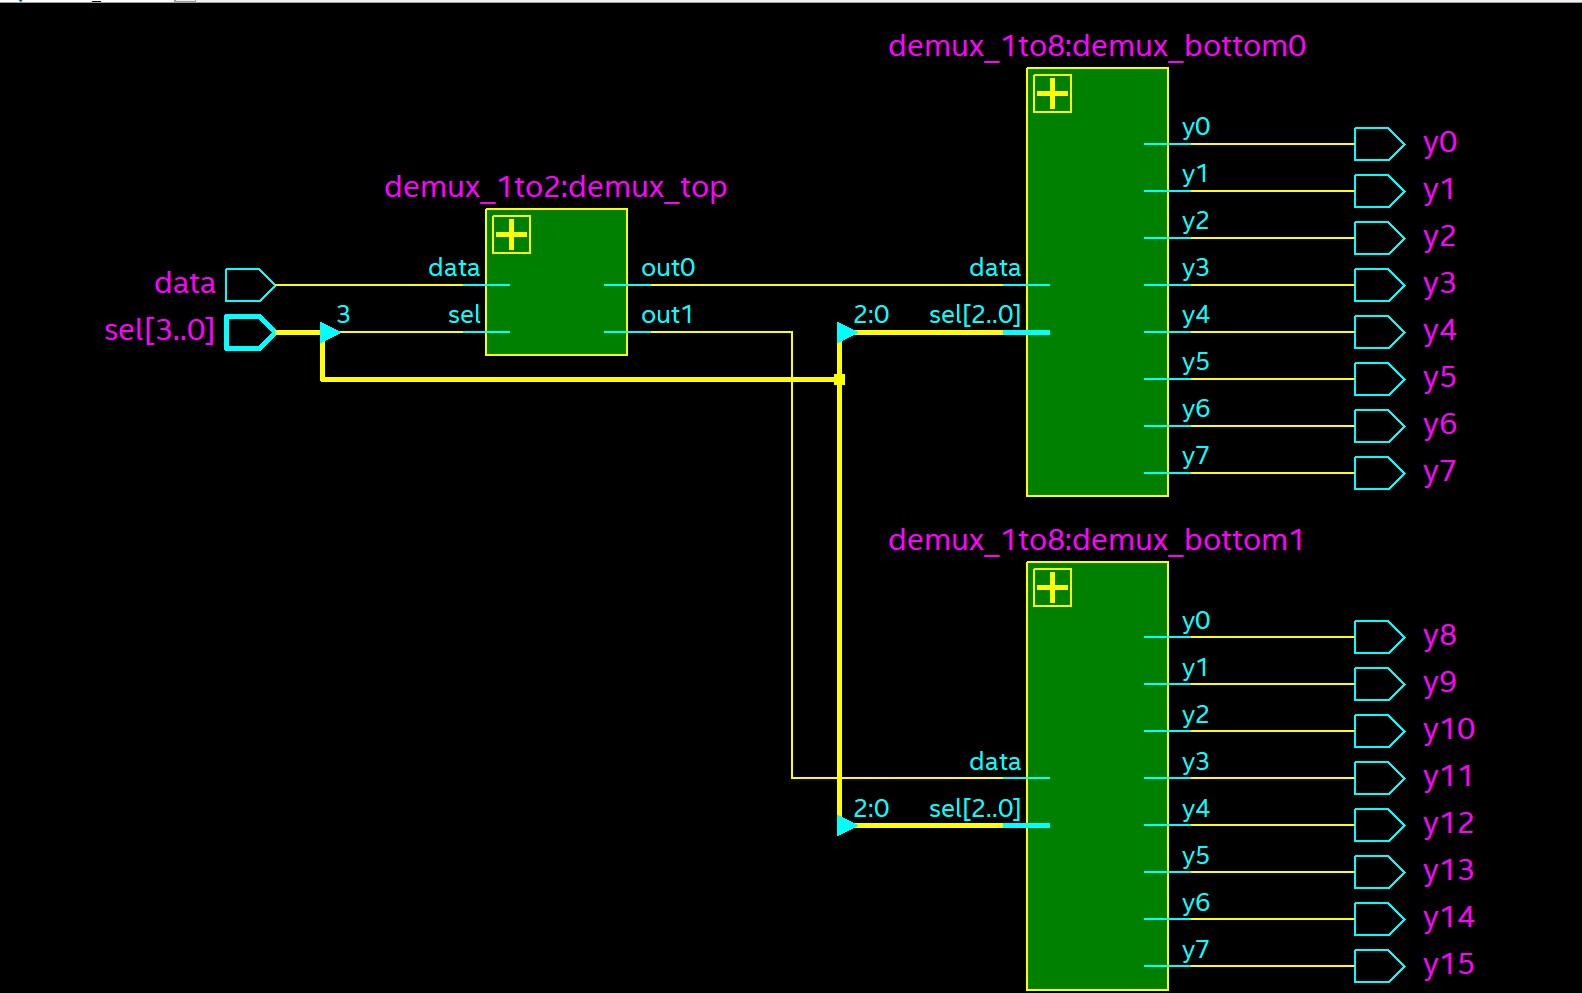 demux_1to8:demux_bottom0
y0 y0
y1 y1
demux_1to2:demux_top
y2 y2
data data out0 data y3 y3
sel[3..0] 3 sel out1 2:0 sel[2..0] y4 y4
y5 y5
y6 y6
y7 y7
demux_1to8:demux_bottom1
y0 y8
y1 y9
y2 y10
data y3 y11
2:0 sel[2..0] y4 y12
y5 y13
y6 y14
y7 y15